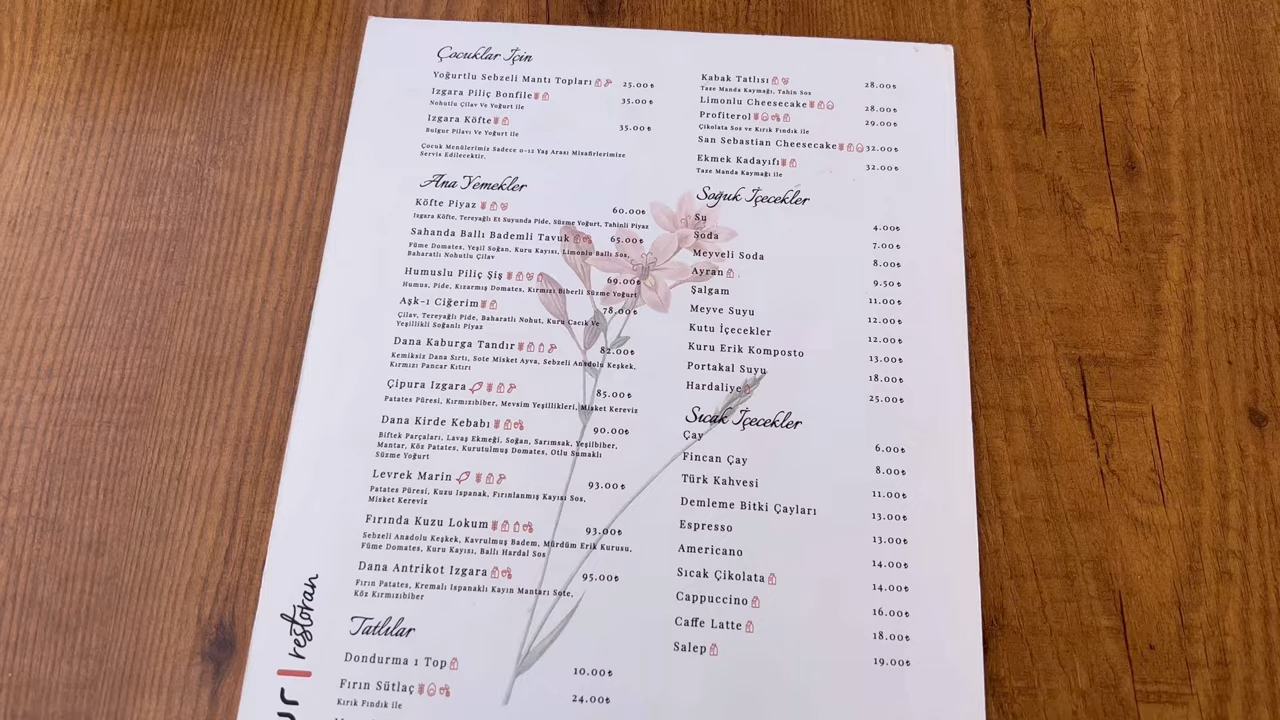 Çocuklar İçin
Yoğurtlu Sebzeli Mantı Topları 25.00₺
Izgara Piliç Bonfile 35.00₺
Nohutlu Çilav Ve Yoğurt ile
Izgara Köfte 35.00₺
Bulgur Pilavı Ve Yoğurt ile
Çocuk Menülerimiz Sadece 0-12 Yaş Arası Misafirlerimize
Servis Edilecektir.
Ana Yemekler
Köfte Piyaz 60.00₺
Izgara Köfte, Tereyağlı Et Suyunda Pide, Süzme Yoğurt, Tahinli Piyaz
Sahanda Ballı Bademli Tavuk 65.00₺
Füme Domates, Yeşil Soğan, Kuru Kayısı, Limonlu Ballı Sos,
Baharatlı Nohutlu Çilav
Humuslu Piliç Şiş 69.00₺
Humus, Pide, Kızarmış Domates, Kırmızı Biberli Süzme Yoğurt
Aşk-ı Ciğerim 78.00₺
Çilav, Tereyağlı Pide, Baharatlı Nohut, Kuru Cacık Ve
Yeşillikli Soğanlı Piyaz
Dana Kaburga Tandır 82.00₺
Kemiksiz Dana Sırtı, Sote Misket Ayva, Sebzeli Anadolu Keşkek,
Kırmızı Pancar Kıtırı
Çipura Izgara 85.00₺
Patates Püresi, Kırmızıbiber, Mevsim Yeşillikleri, Misket Kereviz
Dana Kirde Kebabı 90.00₺
Biftek Parçaları, Lavaş Ekmeği, Soğan, Sarımsak, Yeşilbiber,
Mantar, Köz Patates, Kurutulmuş Domates, Otlu Sumaklı
Süzme Yoğurt
Levrek Marin 93.00₺
Patates Püresi, Kuzu Ispanak, Fırınlanmış Kayısı Sos,
Misket Kereviz
Fırında Kuzu Lokum 93.00₺
Sebzeli Anadolu Keşkek, Kavrulmuş Badem, Mürdüm Erik Kurusu,
Füme Domates, Kuru Kayısı, Ballı Hardal Sos
Dana Antrikot Izgara 95.00₺
Fırın Patates, Kremalı Ispanaklı Kayın Mantarı Sote,
Köz Kırmızıbiber
Tatlılar
Dondurma 1 Top 10.00₺
Fırın Sütlaç 24.00₺
Kırık Fındık ile
Kabak Tatlısı 28.00₺
Taze Manda Kaymağı, Tahin Sos
Limonlu Cheesecake 28.00₺
Profiterol 29.00₺
Çikolata Sos ve Kırık Fındık ile
San Sebastian Cheesecake 32.00₺
Ekmek Kadayıfı 32.00₺
Taze Manda Kaymağı ile
Soğuk İçecekler
Su 4.00₺
Soda 7.00₺
Meyveli Soda 8.00₺
Ayran 9.50₺
Şalgam 11.00₺
Meyve Suyu 12.00₺
Kutu İçecekler 12.00₺
Kuru Erik Komposto 13.00₺
Portakal Suyu 18.00₺
Hardaliye 25.00₺
Sıcak İçecekler
Çay 6.00₺
Fincan Çay 8.00₺
Türk Kahvesi 11.00₺
Demleme Bitki Çayları 13.00₺
Espresso 13.00₺
Americano 14.00₺
Sıcak Çikolata 14.00₺
Cappuccino 16.00₺
Caffe Latte 18.00₺
Salep 19.00₺
ur | restoran